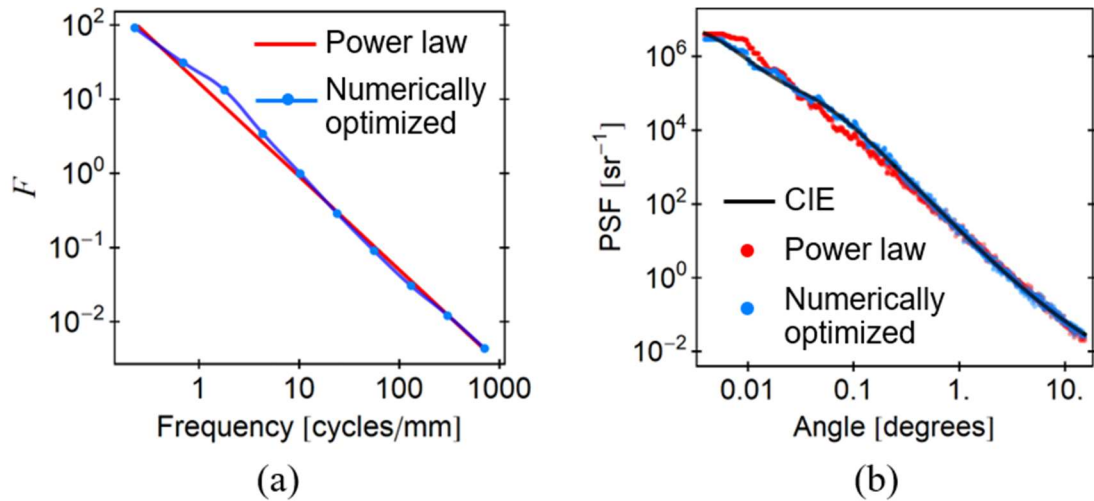 10^2
10^1
10^0
10^-1
10^-2
F
Power law
Numerically
optimized
1
10
100
1000
Frequency [cycles/mm]
(a)
10^6
10^4
10^2
10^0
10^-2
PSF [sr^-1]
CIE
Power law
Numerically
optimized
0.01
0.1
1.
10.
Angle [degrees]
(b)